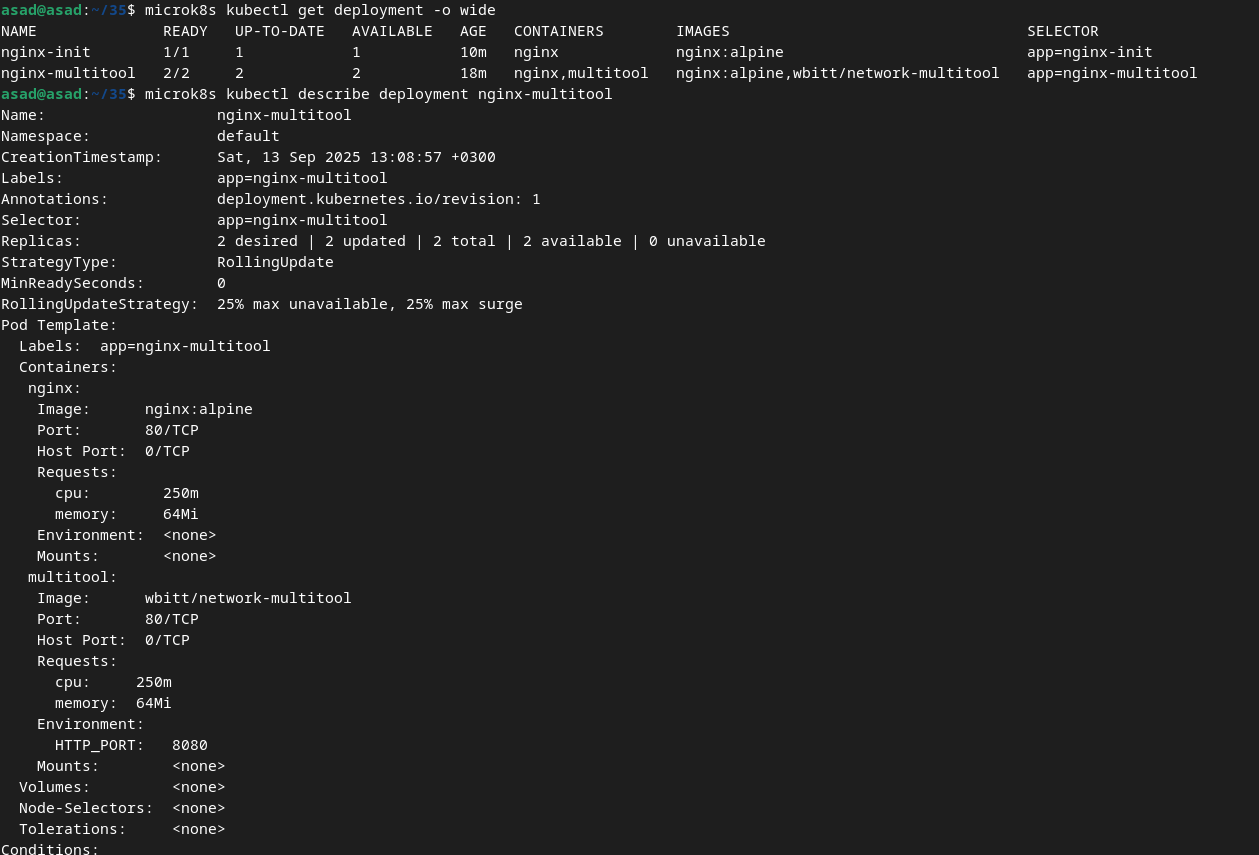 asad@asad:~/35$ microk8s kubectl get deployment -o wide
NAME              READY   UP-TO-DATE   AVAILABLE   AGE   CONTAINERS        IMAGES                                 SELECTOR
nginx-init        1/1     1            1           10m   nginx             nginx:alpine                           app=nginx-init
nginx-multitool   2/2     2            2           18m   nginx,multitool   nginx:alpine,wbitt/network-multitool   app=nginx-multitool
asad@asad:~/35$ microk8s kubectl describe deployment nginx-multitool
Name:                   nginx-multitool
Namespace:              default
CreationTimestamp:      Sat, 13 Sep 2025 13:08:57 +0300
Labels:                 app=nginx-multitool
Annotations:            deployment.kubernetes.io/revision: 1
Selector:               app=nginx-multitool
Replicas:               2 desired | 2 updated | 2 total | 2 available | 0 unavailable
StrategyType:           RollingUpdate
MinReadySeconds:        0
RollingUpdateStrategy:  25% max unavailable, 25% max surge
Pod Template:
  Labels:  app=nginx-multitool
  Containers:
   nginx:
    Image:      nginx:alpine
    Port:       80/TCP
    Host Port:  0/TCP
    Requests:
      cpu:        250m
      memory:     64Mi
    Environment:  <none>
    Mounts:       <none>
   multitool:
    Image:      wbitt/network-multitool
    Port:       80/TCP
    Host Port:  0/TCP
    Requests:
      cpu:     250m
      memory:  64Mi
    Environment:
      HTTP_PORT:   8080
    Mounts:        <none>
  Volumes:         <none>
  Node-Selectors:  <none>
  Tolerations:     <none>
Conditions: